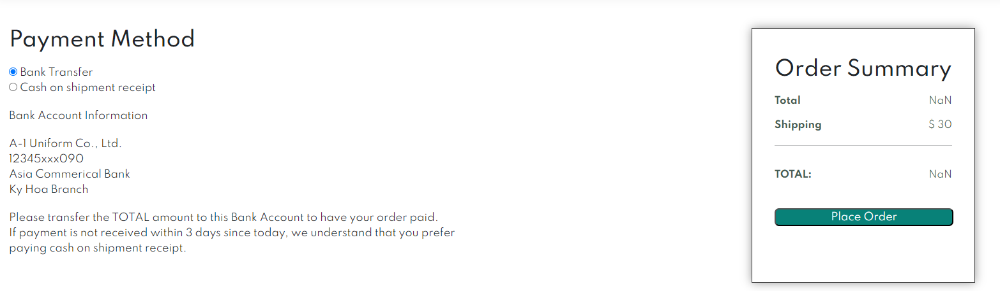 Payment Method
Bank Transfer
Cash on shipment receipt
Bank Account Information
A-1 Uniform Co., Ltd.
12345xxx090
Asia Commerical Bank
Ky Hoa Branch
Please transfer the TOTAL amount to this Bank Account to have your order paid.
If payment is not received within 3 days since today, we understand that you prefer
paying cash on shipment receipt.
Order Summary
Total NaN
Shipping $ 30
TOTAL: NaN
Place Order